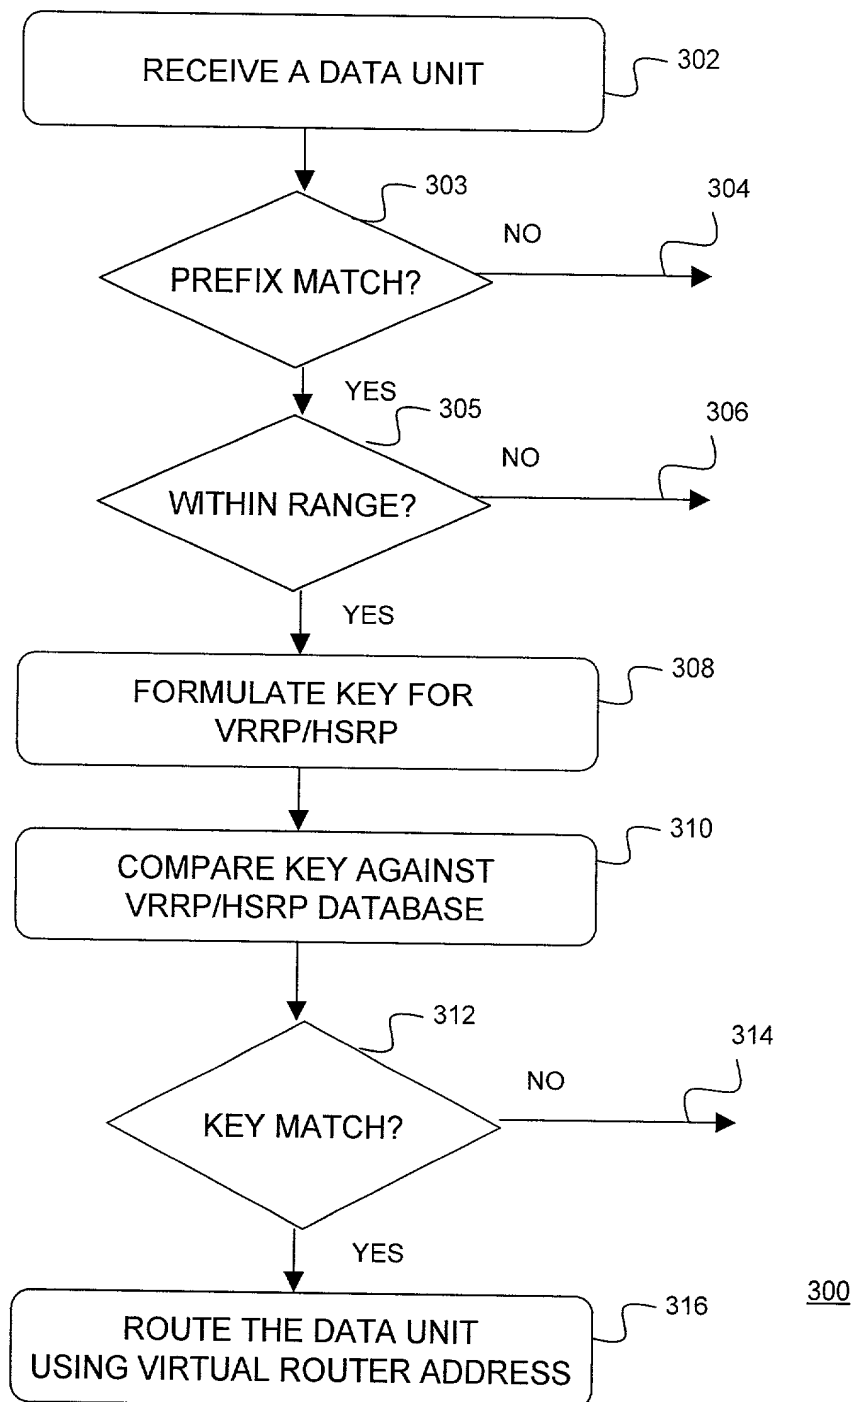 RECEIVE A DATA UNIT
302
303
304
NO
PREFIX MATCH?
YES
305
306
NO
WITHIN RANGE?
YES
308
FORMULATE KEY FOR
VRRP/HSRP
310
COMPARE KEY AGAINST
VRRP/HSRP DATABASE
312
314
NO
KEY MATCH?
YES
300
316
ROUTE THE DATA UNIT
USING VIRTUAL ROUTER ADDRESS